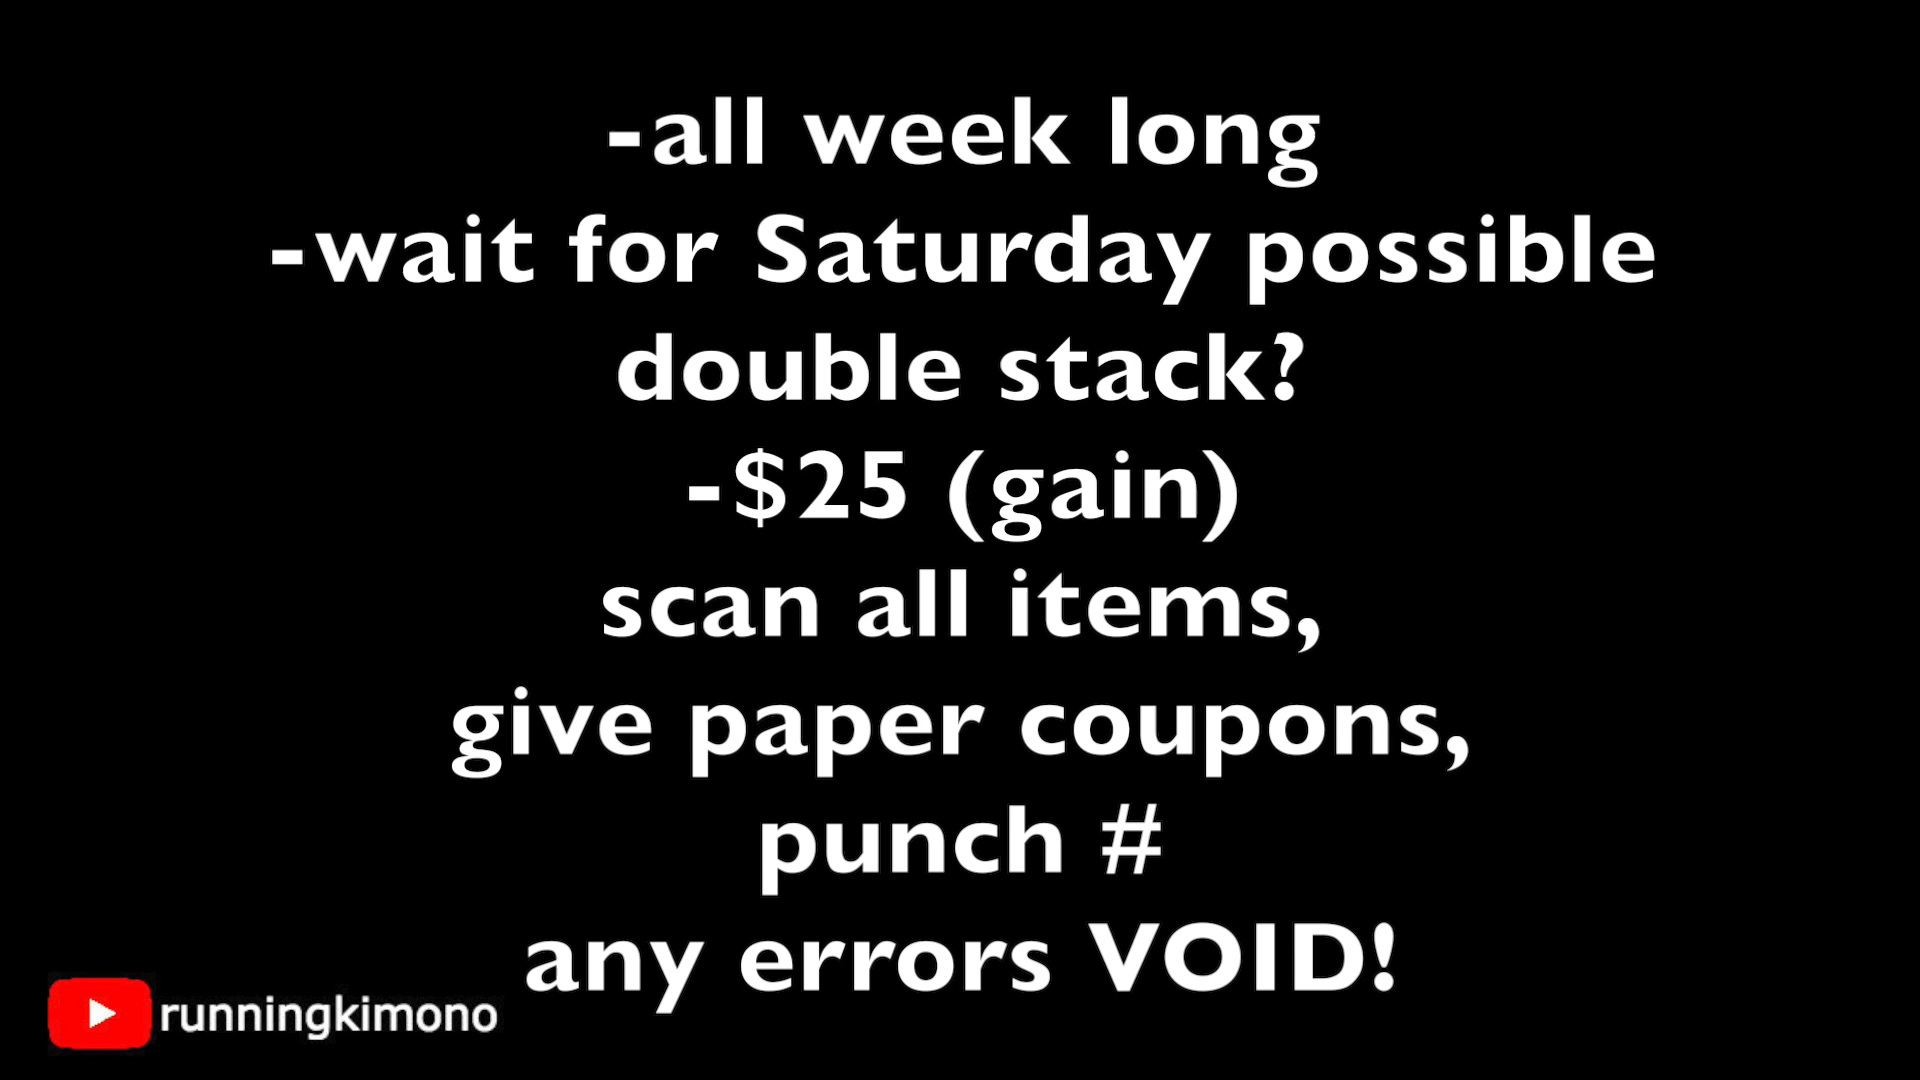 -all week long
-wait for Saturday possible
double stack?
-$25 (gain)
scan all items,
give paper coupons,
punch #
any errors VOID!
runningkimono